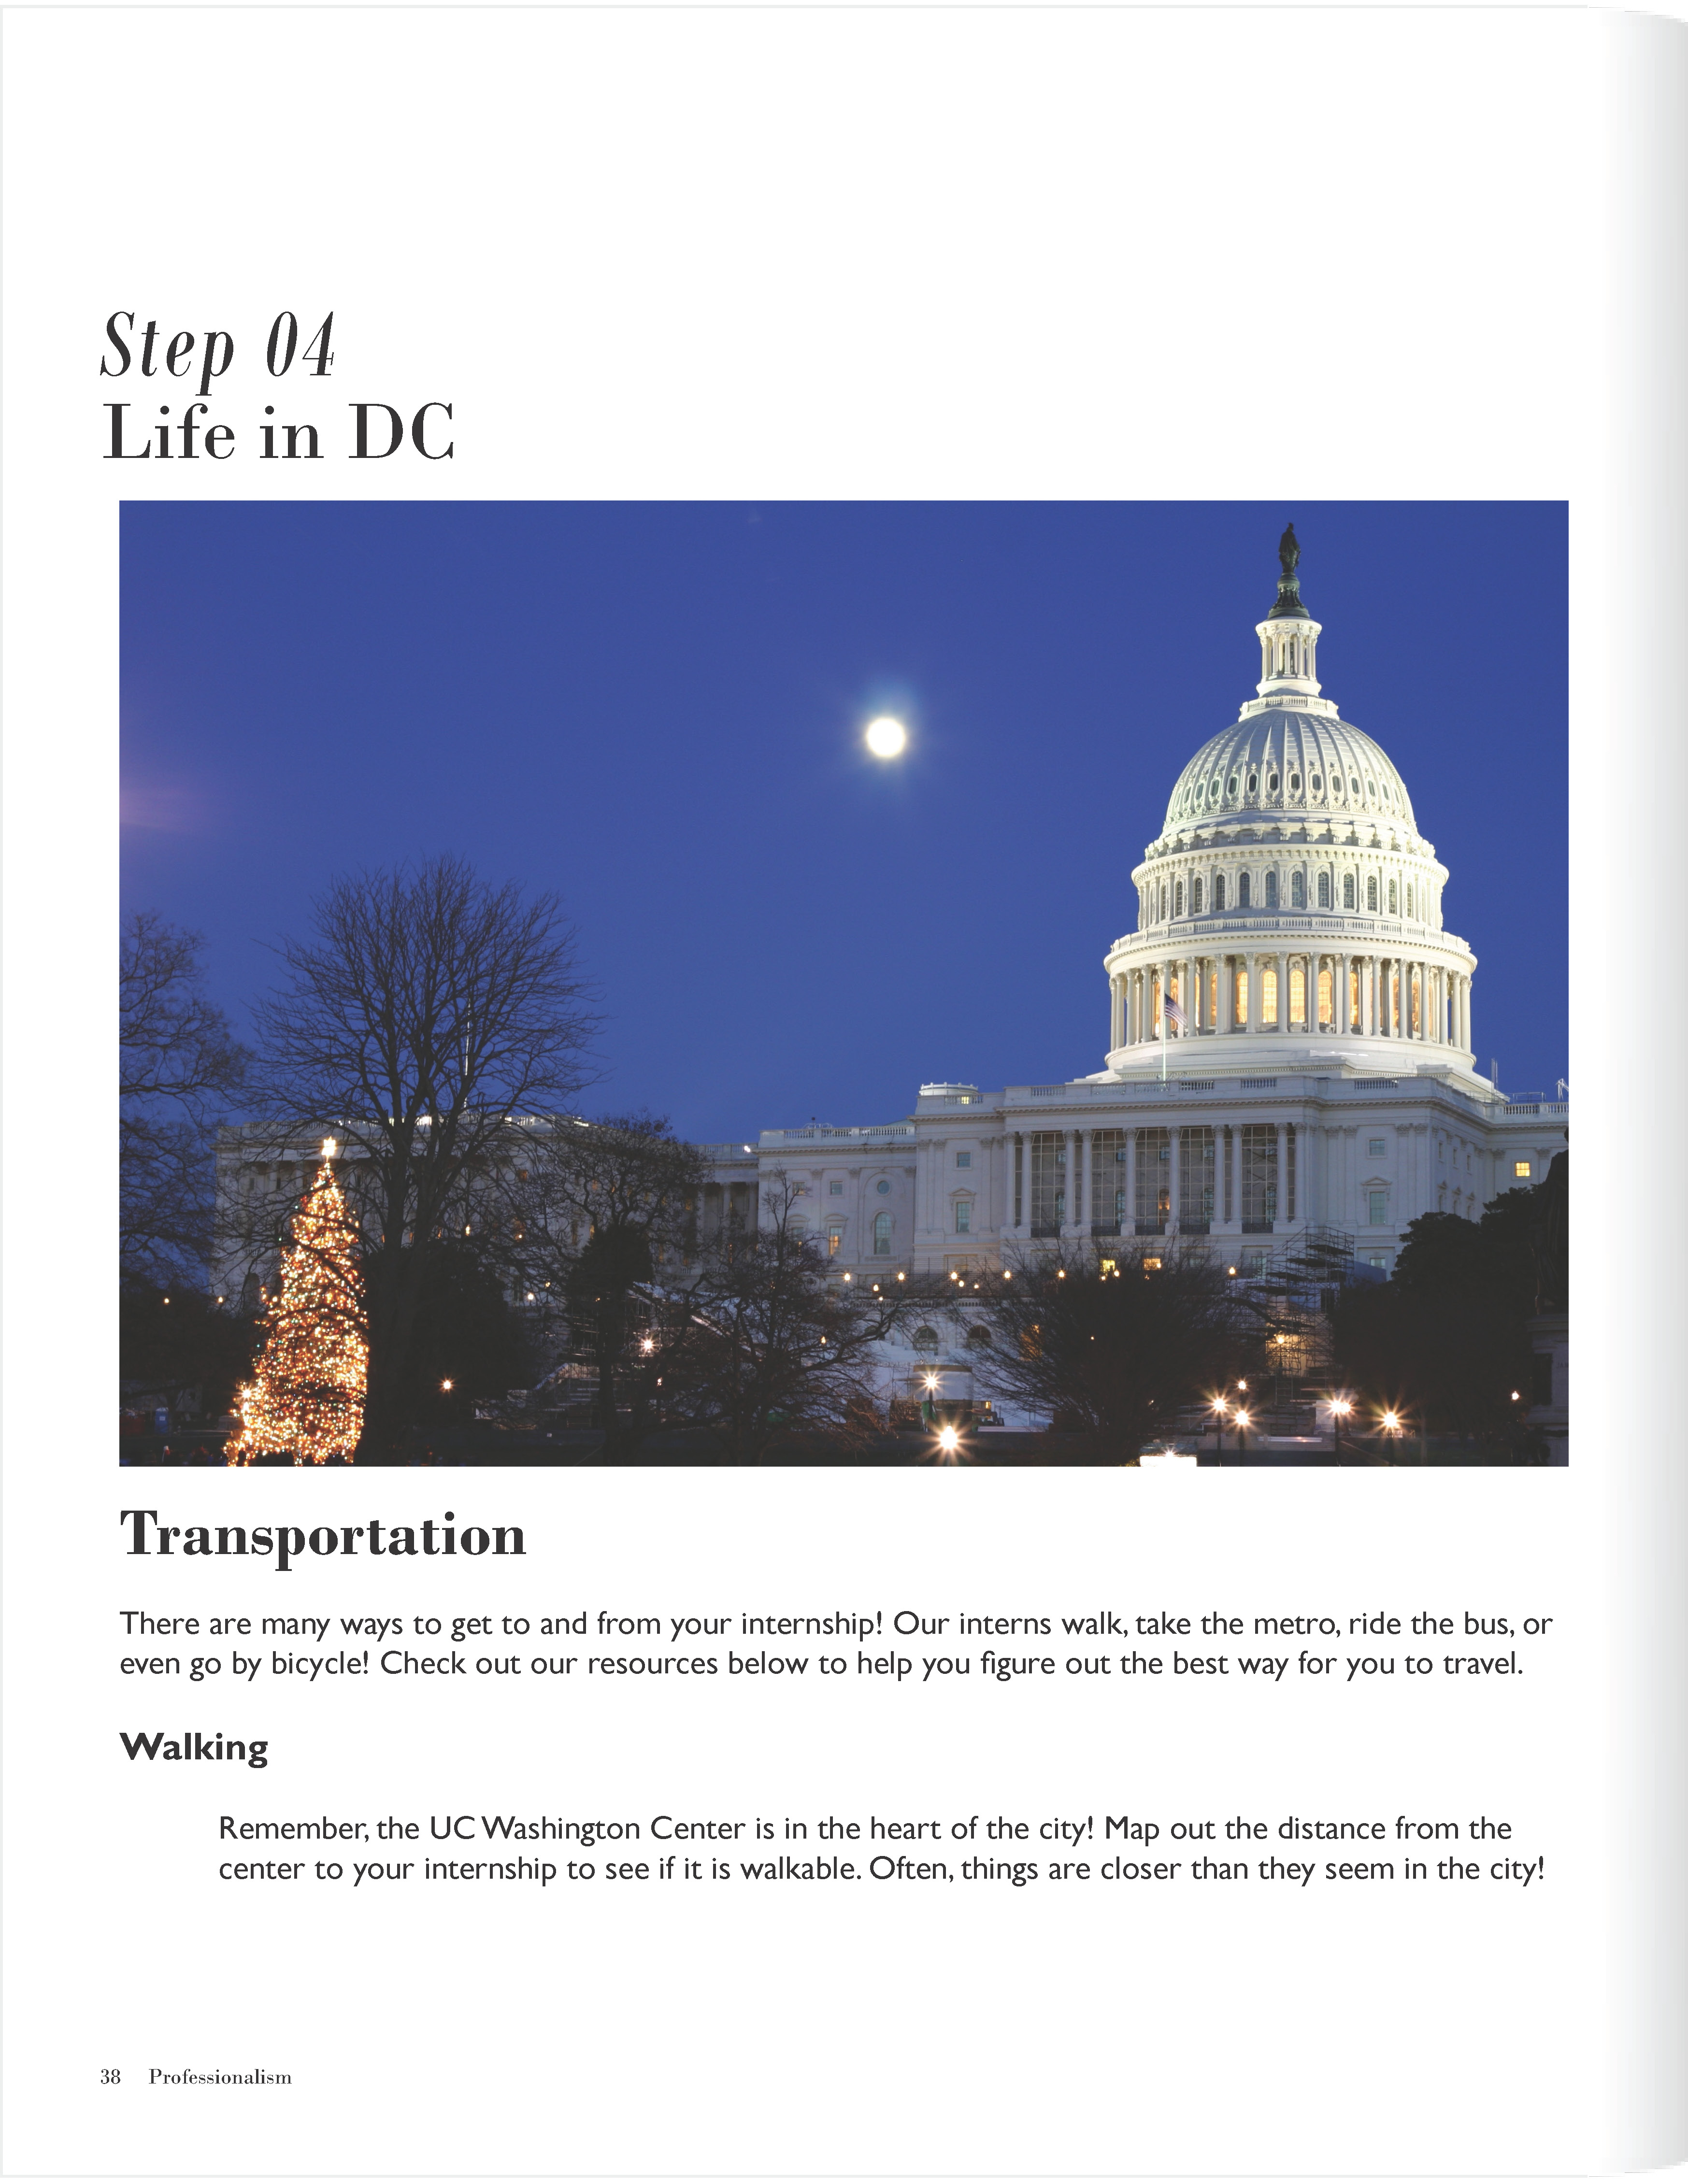 Step 04
Life in DC
Transportation
There are many ways to get to and from your internship! Our interns walk, take the metro, ride the bus, or
even go by bicycle! Check out our resources below to help you figure out the best way for you to travel.
Walking
Remember, the UC Washington Center is in the heart of the city! Map out the distance from the
center to your internship to see if it is walkable. Often, things are closer than they seem in the city!
38 Professionalism